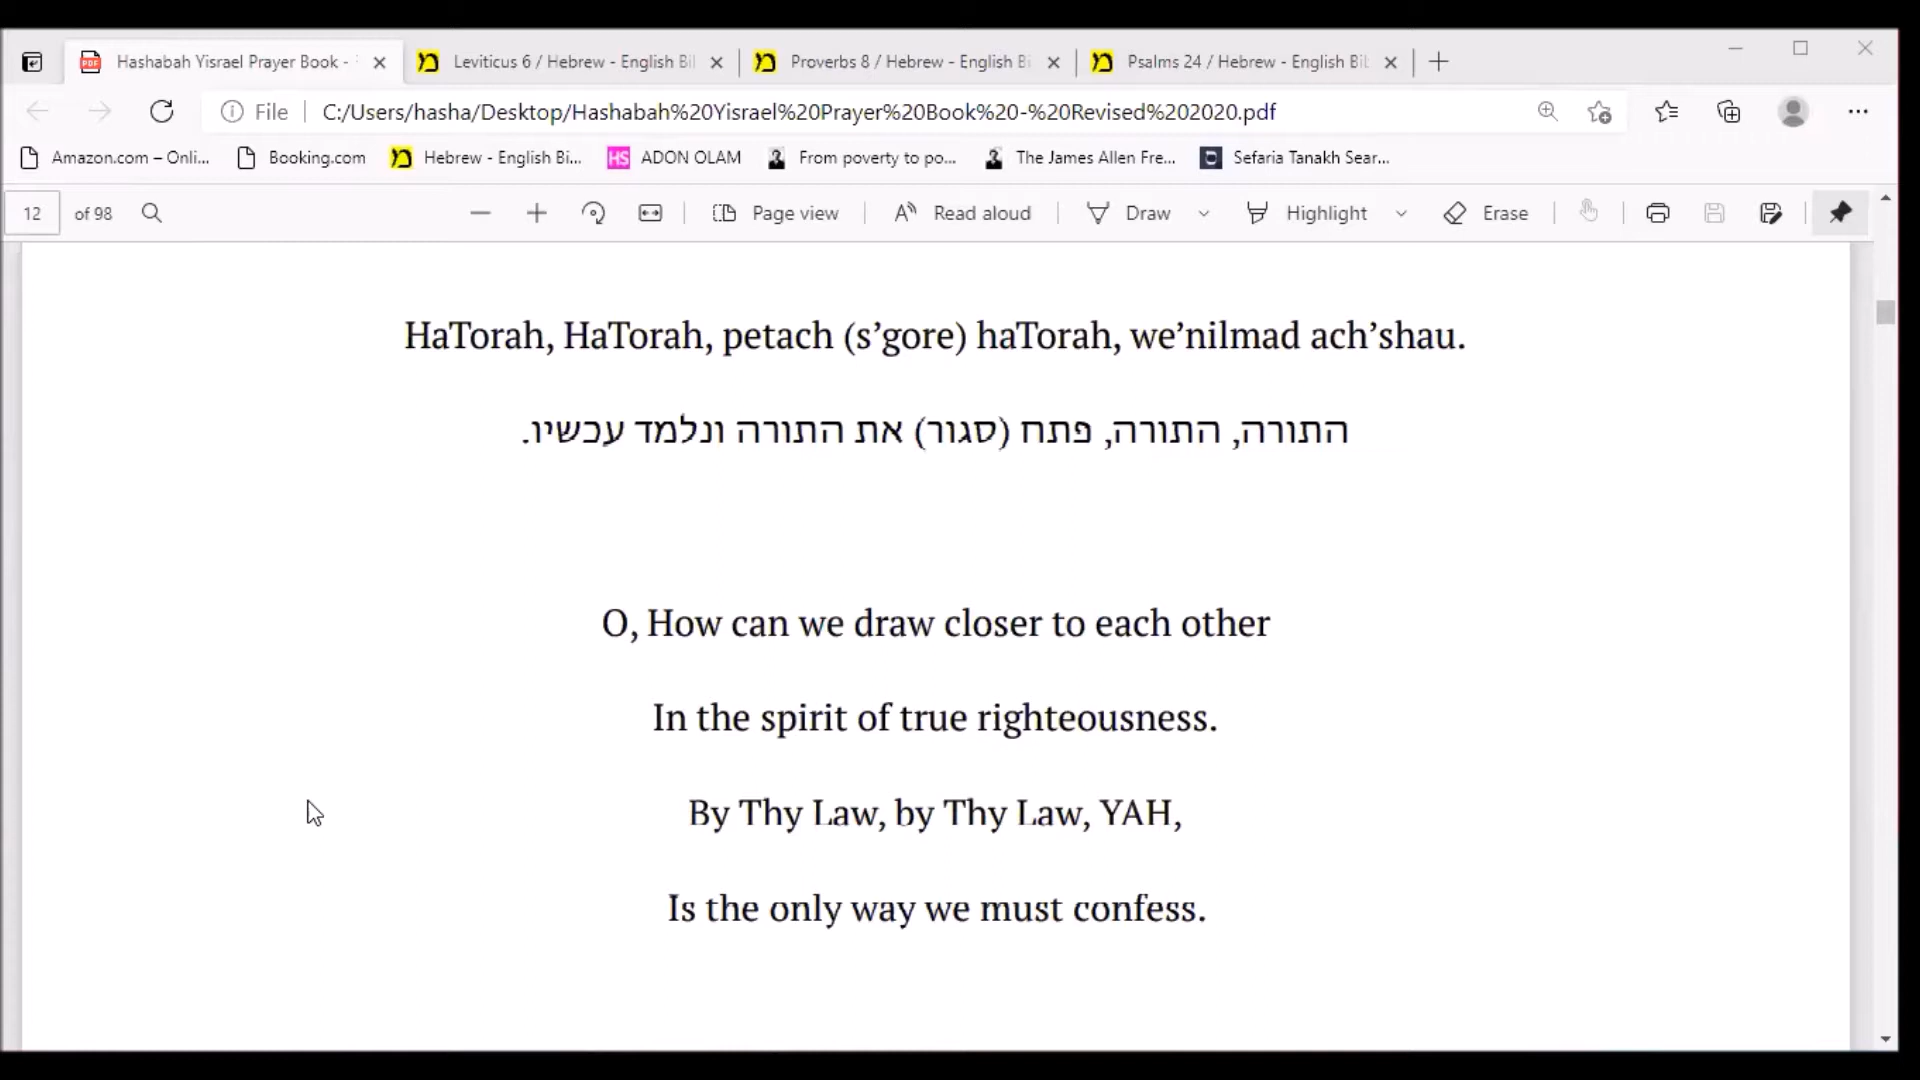 Hashabah Yisrael Prayer Book -
Leviticus 6 / Hebrew - English Bi
Proverbs 8 / Hebrew - English Bi
Psalms 24 / Hebrew - English Bib
File
C:/Users/hasha/Desktop/Hashabah%20Yisrael%20Prayer%20Book%20-%20Revised%202020.pdf
Amazon.com – Onli...
Booking.com
Hebrew - English Bi...
HS ADON OLAM
From poverty to po...
The James Allen Fre...
Sefaria Tanakh Sear...
12 of 98
Page view
Read aloud
Draw
Highlight
Erase
HaTorah, HaTorah, petach (s’gore) haTorah, we’nilmad ach’shau.
התורה, התורה, פתח (סגור) את התורה ונלמד עכשיו.
O, How can we draw closer to each other
In the spirit of true righteousness.
By Thy Law, by Thy Law, YAH,
Is the only way we must confess.